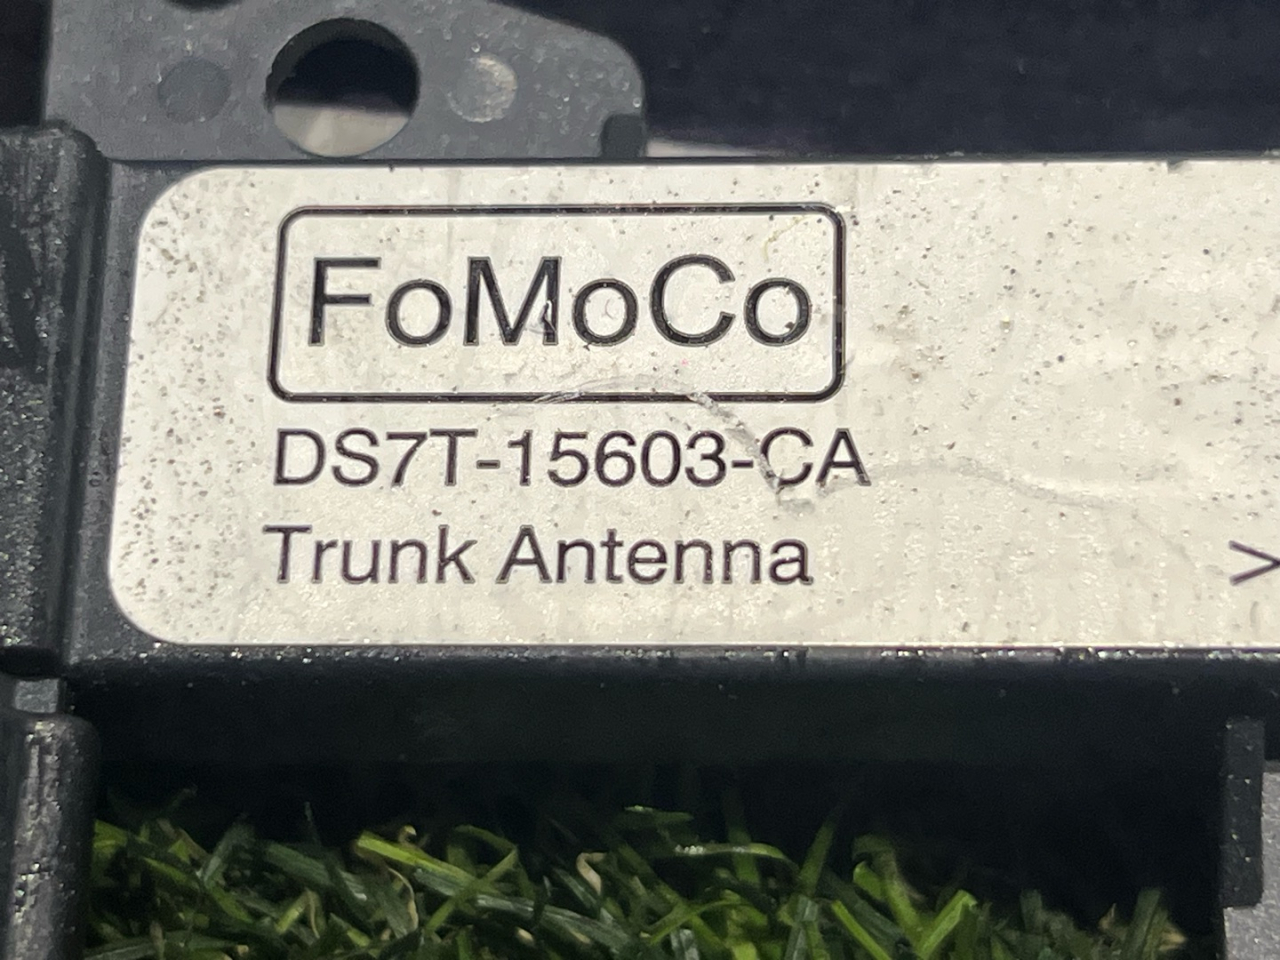 FoMoCo
DS7T-15603-CA
Trunk Antenna
>